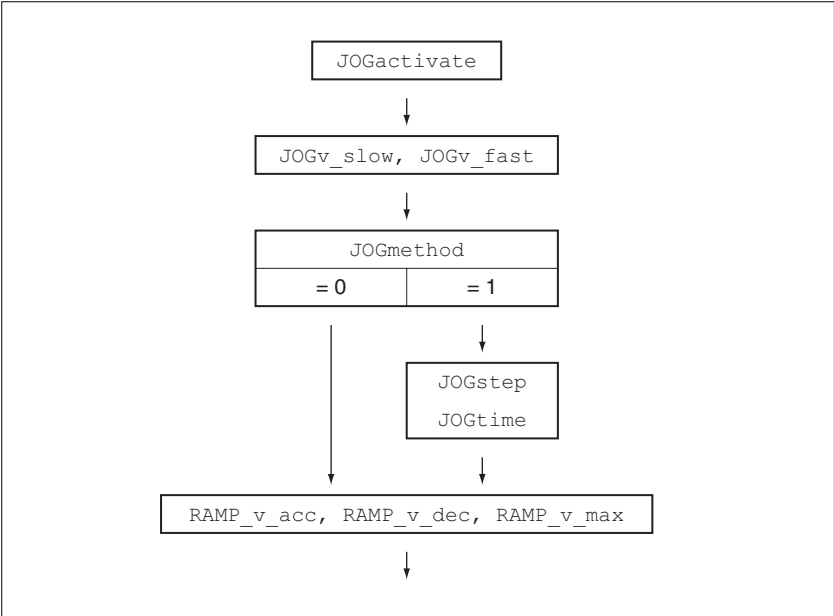 JOGactivate
JOGv_slow, JOGv_fast
JOGmethod
= 0
= 1
JOGstep
JOGtime
RAMP_v_acc, RAMP_v_dec, RAMP_v_max